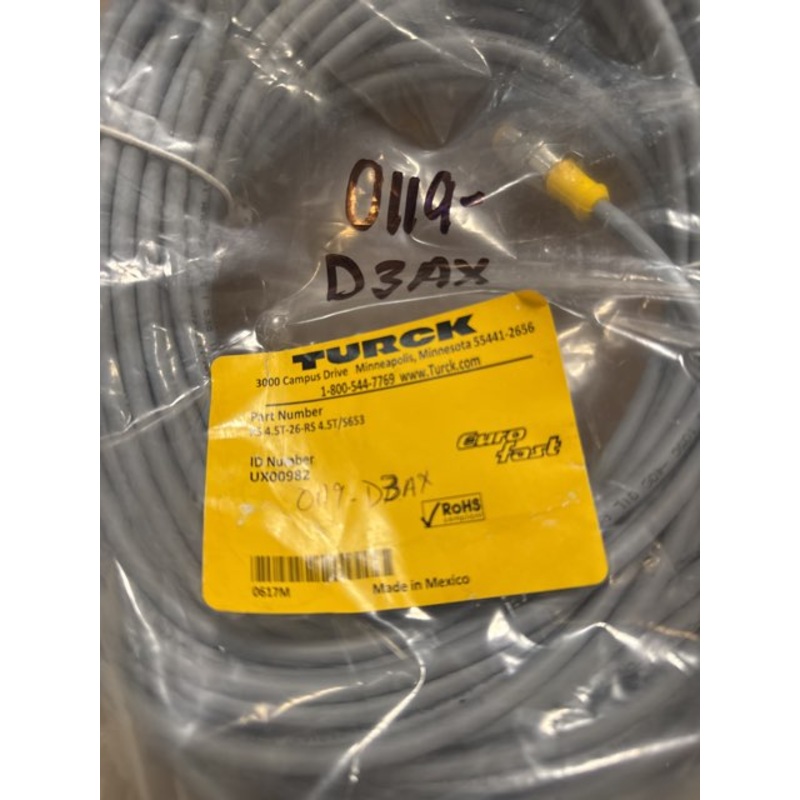 0119-
D3AX
TURCK
3000 Campus Drive Minneapolis, Minnesota 55441-2656
1-800-544-7769 www.Turck.com
Part Number
RS 4.5T-26-RS 4.5T/S653
euro
fast
ID Number
UX00982
0119-D3AX
RoHS
0617M
Made in Mexico